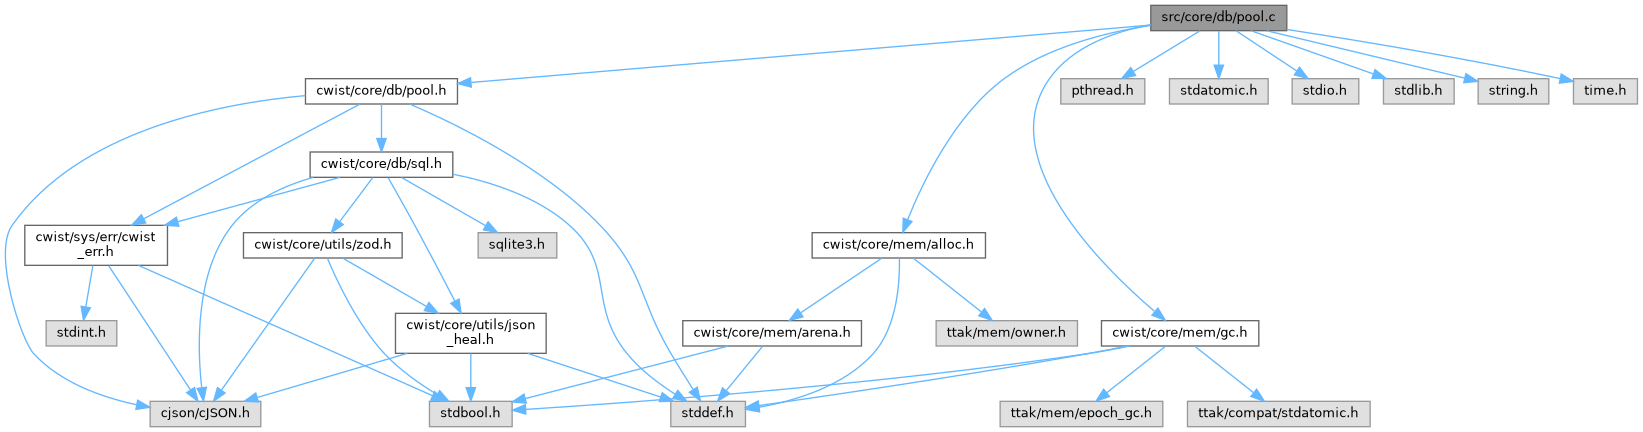 src/core/db/pool.c
cwist/core/db/pool.h
pthread.h
stdatomic.h
stdio.h
stdlib.h
string.h
time.h
cwist/core/db/sql.h
cwist/sys/err/cwist
_err.h
cwist/core/utils/zod.h
sqlite3.h
cwist/core/mem/alloc.h
stdint.h
cwist/core/utils/json
_heal.h
cwist/core/mem/arena.h
ttak/mem/owner.h
cwist/core/mem/gc.h
cjson/cJSON.h
stdbool.h
stddef.h
ttak/mem/epoch_gc.h
ttak/compat/stdatomic.h